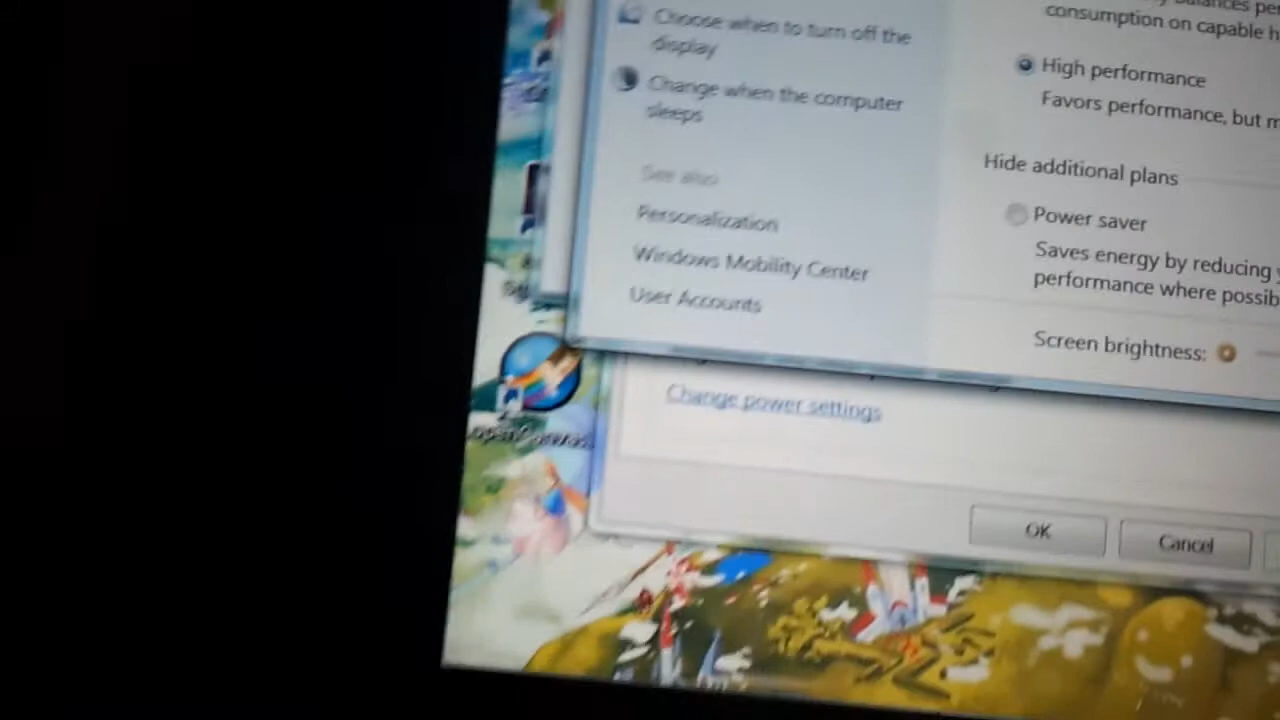 Choose when to turn off the
display
Change when the computer
sleeps
See also
Personalization
Windows Mobility Center
User Accounts
consumption on capable
High performance
Favors performance, but
Hide additional plans
Power saver
Saves energy by reducing
performance where
Screen brightness:
openCanvas
Change power settings
OK
Cancel